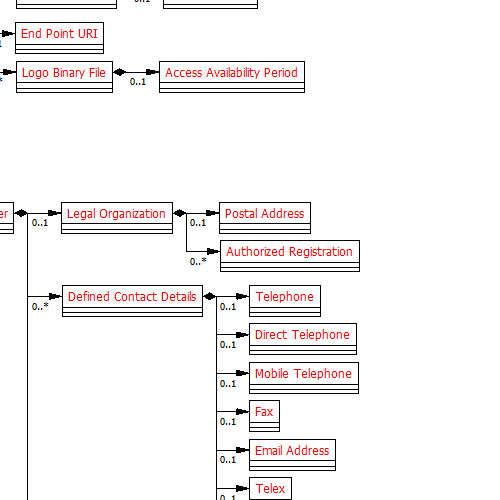 0..1
End Point URI
Logo Binary File
Access Availability Period
0..1
er
Legal Organization
Postal Address
0..1
0..1
Authorized Registration
0..*
Defined Contact Details
Telephone
0..*
0..1
Direct Telephone
0..1
Mobile Telephone
0..1
Fax
0..1
Email Address
0..1
Telex
0..1